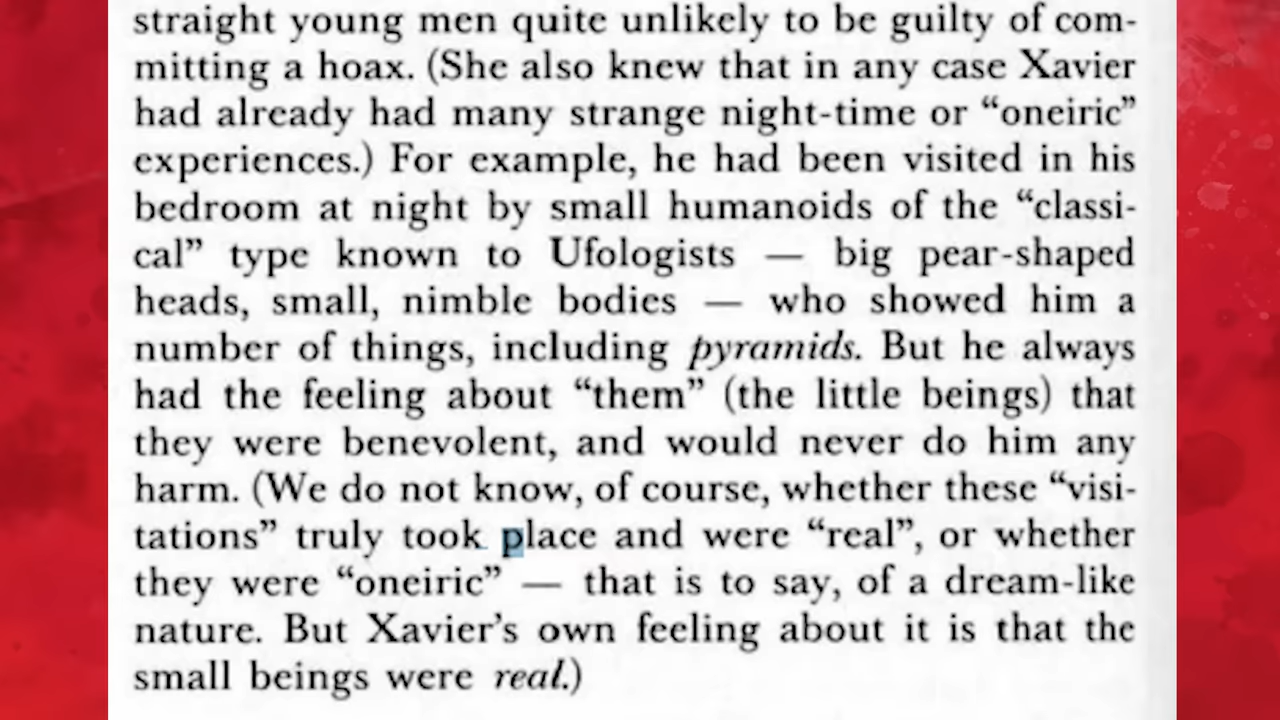 straight young men quite unlikely to be guilty of com-
mitting a hoax. (She also knew that in any case Xavier
had already had many strange night-time or “oneiric”
experiences.) For example, he had been visited in his
bedroom at night by small humanoids of the “classi-
cal” type known to Ufologists — big pear-shaped
heads, small, nimble bodies — who showed him a
number of things, including pyramids. But he always
had the feeling about “them” (the little beings) that
they were benevolent, and would never do him any
harm. (We do not know, of course, whether these “visi-
tations” truly took place and were “real”, or whether
they were “oneiric” — that is to say, of a dream-like
nature. But Xavier’s own feeling about it is that the
small beings were real.)